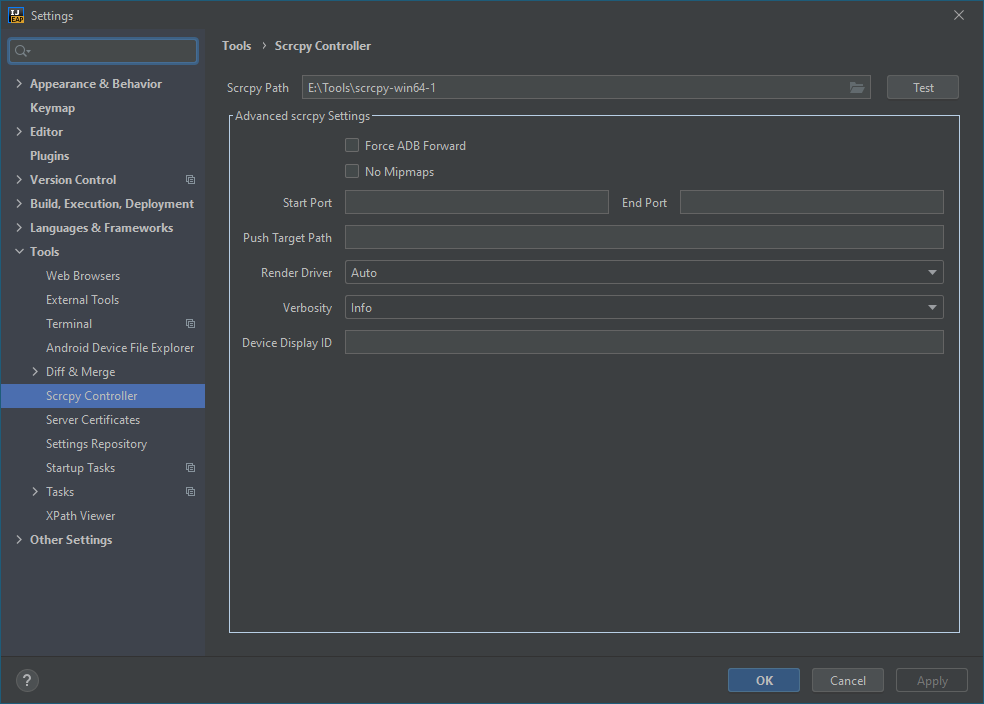 IJ
EAP
Settings
Tools › Scrcpy Controller
Appearance & Behavior
Keymap
Editor
Plugins
Version Control
Build, Execution, Deployment
Languages & Frameworks
Tools
Web Browsers
External Tools
Terminal
Android Device File Explorer
Diff & Merge
Scrcpy Controller
Server Certificates
Settings Repository
Startup Tasks
Tasks
XPath Viewer
Other Settings
Scrcpy Path E:\Tools\scrcpy-win64-1 Test
Advanced scrcpy Settings
Force ADB Forward
No Mipmaps
Start Port End Port
Push Target Path
Render Driver Auto
Verbosity Info
Device Display ID
? OK Cancel Apply